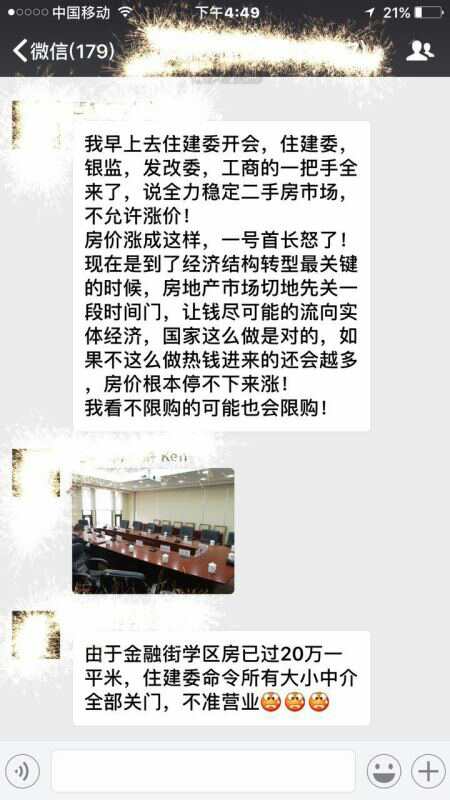 中国移动
下午4:49
21%
微信(179)
我早上去住建委开会，住建委，
银监，发改委，工商的一把手全
来了，说全力稳定二手房市场，
不允许涨价！
房价涨成这样，一号首长怒了！
现在是到了经济结构转型最关键
的时候，房地产市场切地先关一
段时间门，让钱尽可能的流向实
体经济，国家这么做是对的，如
果不这么做热钱进来的还会越多
，房价根本停不下来涨！
我看不限购的可能也会限购！
Ken
由于金融街学区房已过20万一
平米，住建委命令所有大小中介
全部关门，不准营业